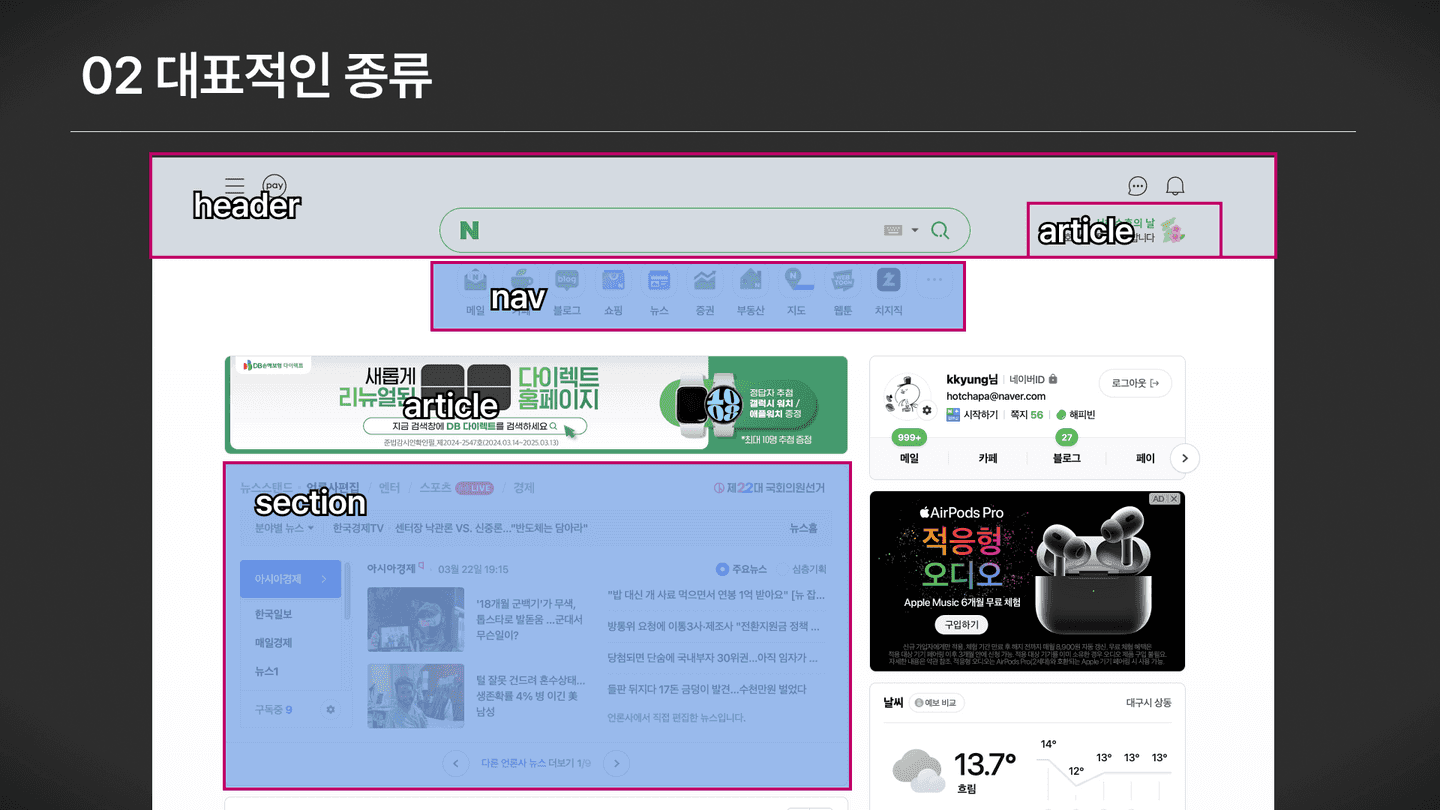 02 대표적인 종류
pay
header
의 날
article
N
nav
메일
블로그
쇼핑
뉴스
증권
부동산
지도
웹툰
치지직
DB손해보험 다이렉트
새롭게
리뉴얼된
다이렉트
홈페이지
article
지금 검색창에 DB 다이렉트를 검색하세요
준법감시인확인필_제2024-2547호(2024.03.14~2025.03.13)
정답자 추첨
갤럭시 워치 /
애플워치 증정
*최대 10명 추첨 증정
kkyung님 네이버ID
로그아웃
hotchapa@naver.com
시작하기 쪽지 56 해피빈
999+
27
메일 카페 블로그 페이
뉴스스탠드 언론사편집 / 엔터 / 스포츠 LIVE / 경제
제22대 국회의원선거
section
분야별 뉴스 한국경제TV 센터장 낙관론 VS. 신중론..."반도체는 담아라" 뉴스홈
아시아경제
한국일보
매일경제
뉴스1
구독중 9
아시아경제 03월 22일 19:15
주요뉴스 심층기획
'18개월 군백기'가 무색,
톱스타로 발돋움 ...군대서
무슨일이?
털 잘못 건드려 혼수상태...
생존확률 4% 병 이긴 美
남성
"밥 대신 개 사료 먹으면서 연봉 1억 받아요" [뉴 잡...
방통위 요청에 이통3사·제조사 "전환지원금 정책 ...
당첨되면 단숨에 국내부자 30위권...아직 임자가 ...
들판 뒤지다 17돈 금덩이 발견...수천만원 벌었다
언론사에서 직접 편집한 뉴스입니다.
다른 언론사 뉴스 더보기 1/9
AD X
AirPods Pro
적응형
오디오
Apple Music 6개월 무료 체험
구입하기
날씨 예보 비교 대구시 상동
13.7°
흐림
14° 12° 13° 13° 13°